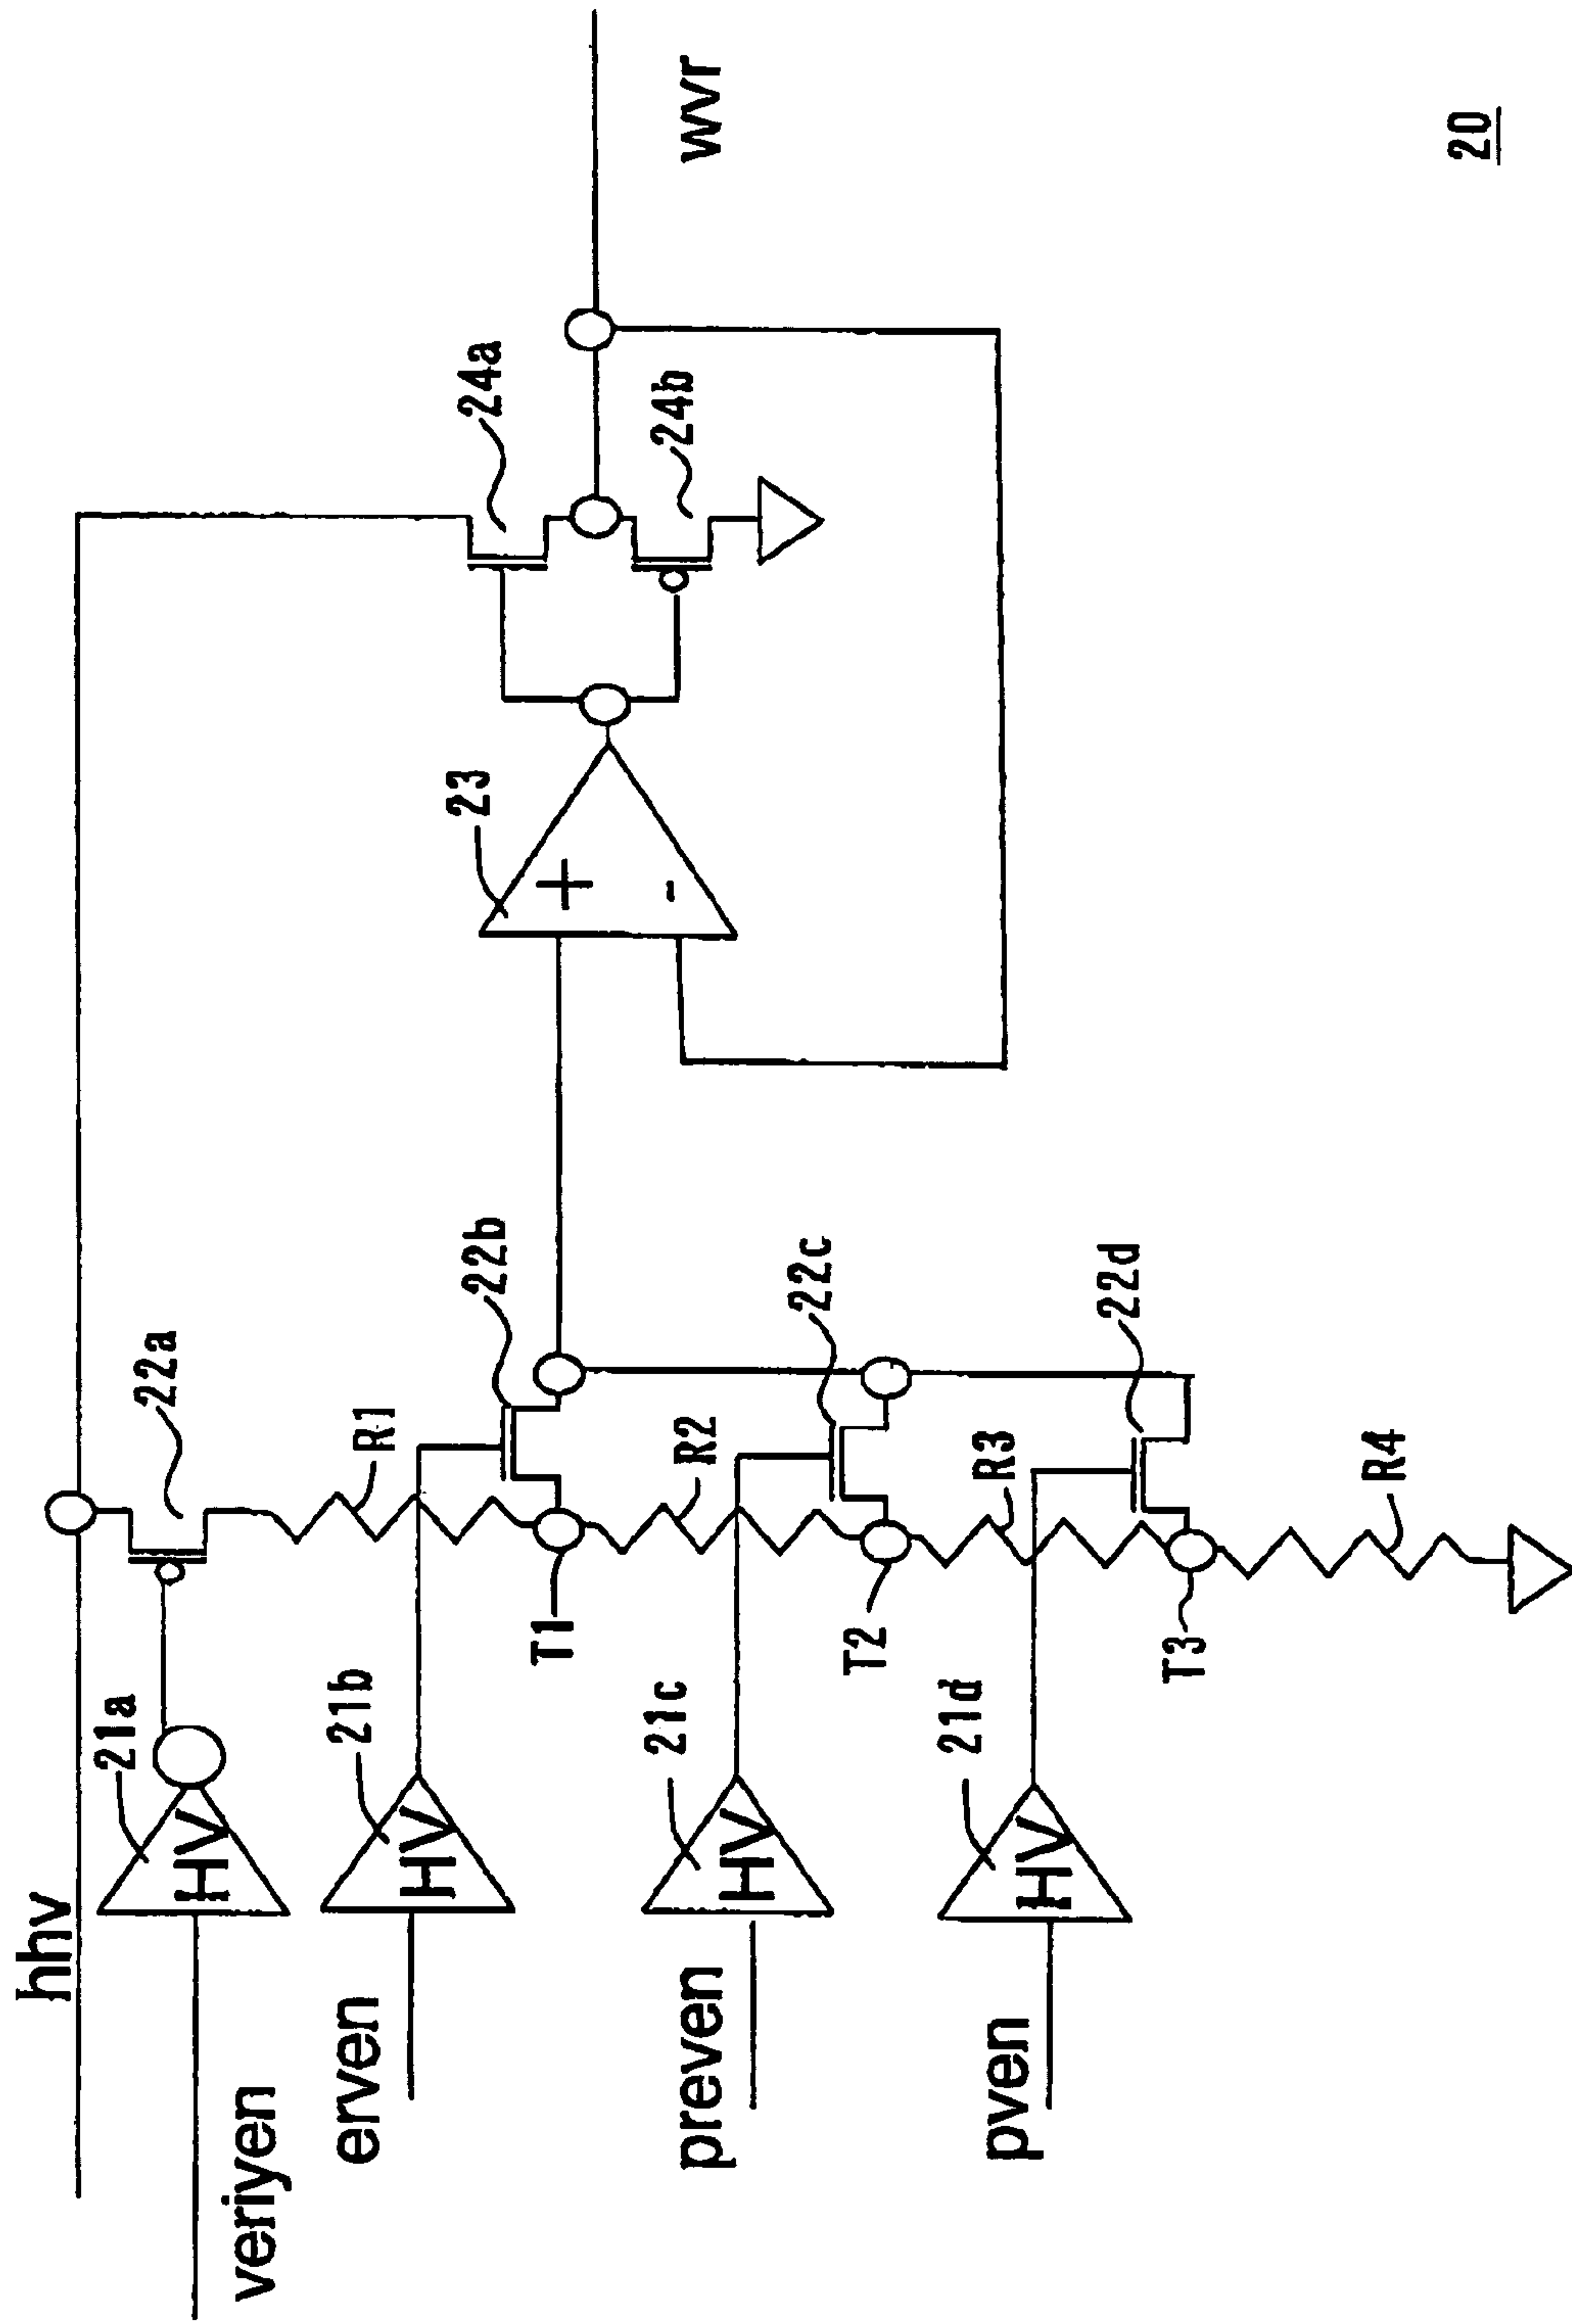 hhv
21a
22a
HV
veriyen
R1
21b
HV
erven
22b
23
24a
+
-
T1
24b
wvr
R2
21c
HV
preven
22c
T2
21d
R3
HV
pven
22d
T3
R4
20